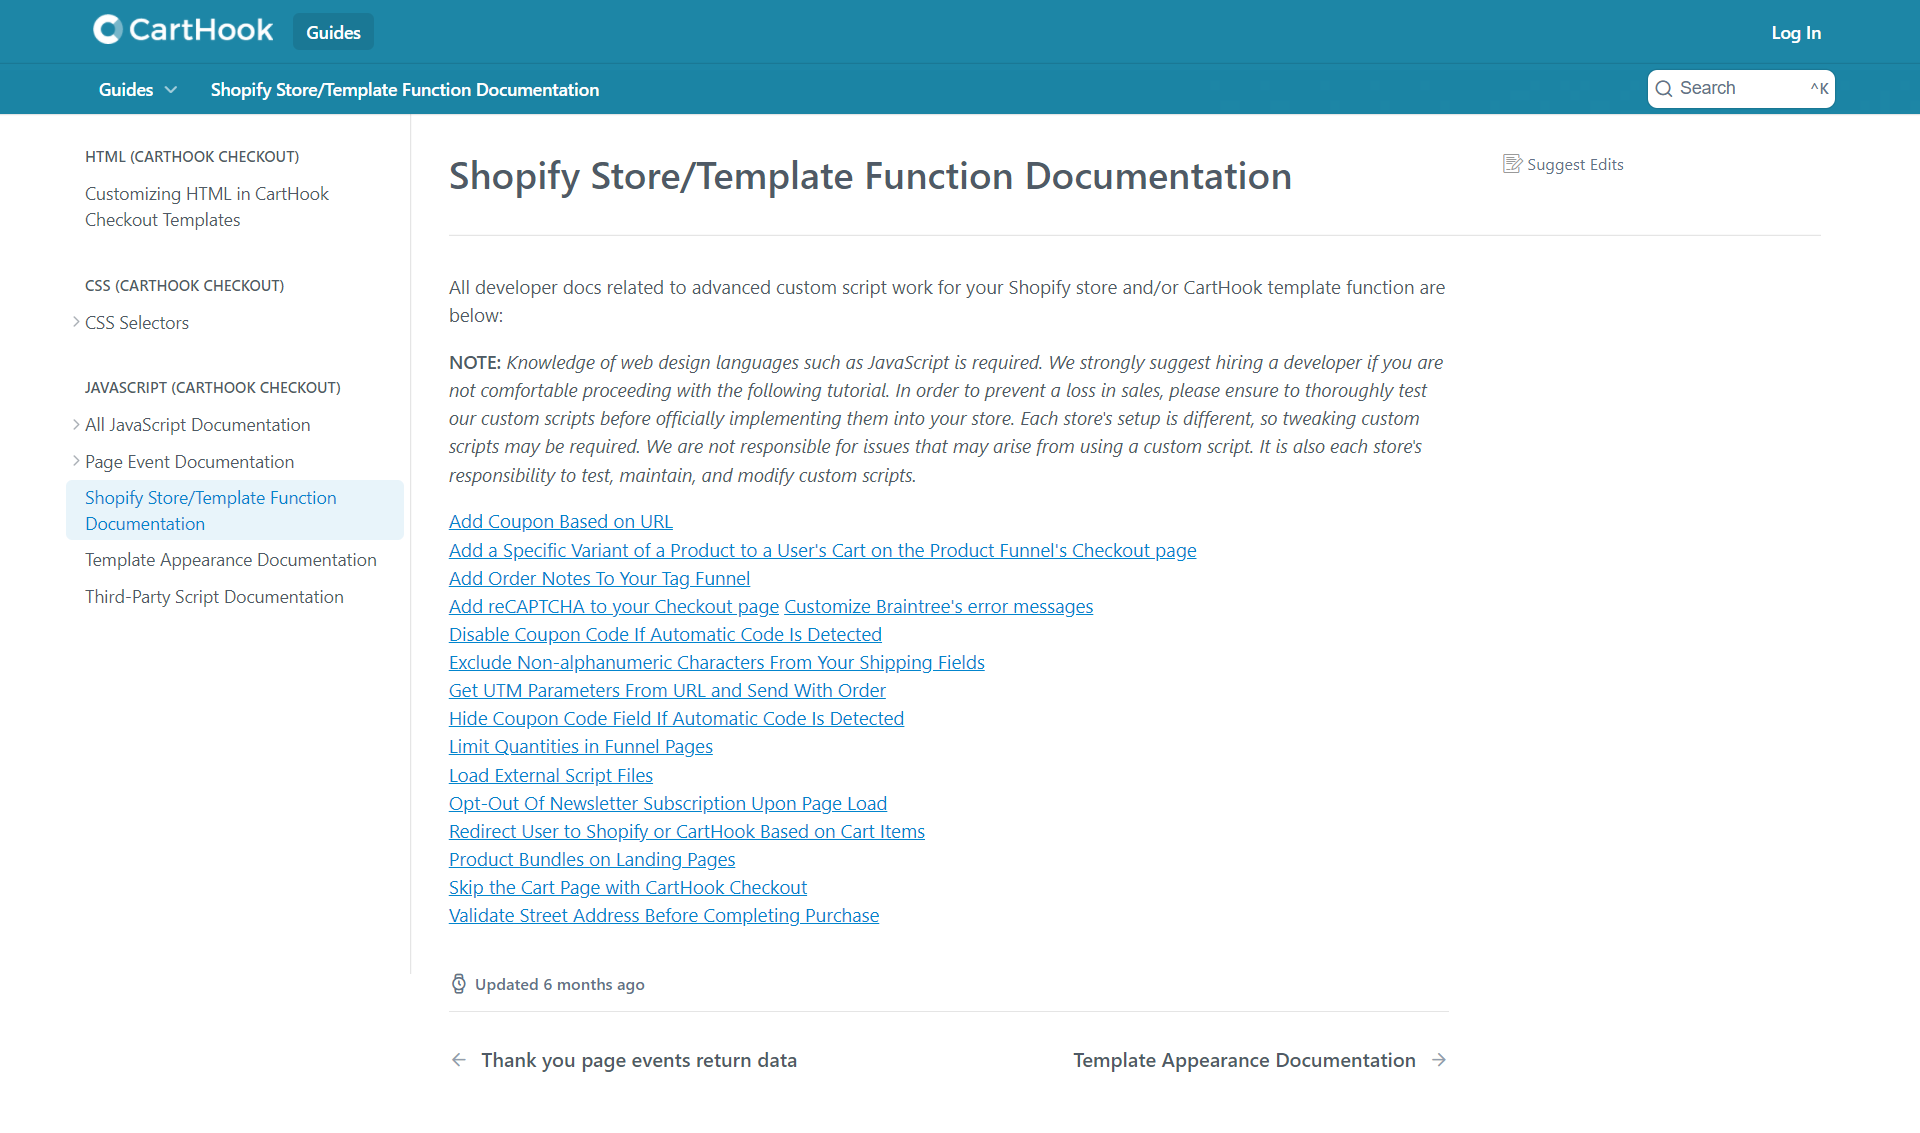 CartHook
Guides
Log In
Guides
Shopify Store/Template Function Documentation
Search
^K
HTML (CARTHOOK CHECKOUT)
Customizing HTML in CartHook
Checkout Templates
CSS (CARTHOOK CHECKOUT)
CSS Selectors
JAVASCRIPT (CARTHOOK CHECKOUT)
All JavaScript Documentation
Page Event Documentation
Shopify Store/Template Function
Documentation
Template Appearance Documentation
Third-Party Script Documentation
Shopify Store/Template Function Documentation
Suggest Edits
All developer docs related to advanced custom script work for your Shopify store and/or CartHook template function are
below:
NOTE: Knowledge of web design languages such as JavaScript is required. We strongly suggest hiring a developer if you are
not comfortable proceeding with the following tutorial. In order to prevent a loss in sales, please ensure to thoroughly test
our custom scripts before officially implementing them into your store. Each store's setup is different, so tweaking custom
scripts may be required. We are not responsible for issues that may arise from using a custom script. It is also each store's
responsibility to test, maintain, and modify custom scripts.
Add Coupon Based on URL
Add a Specific Variant of a Product to a User's Cart on the Product Funnel's Checkout page
Add Order Notes To Your Tag Funnel
Add reCAPTCHA to your Checkout page Customize Braintree's error messages
Disable Coupon Code If Automatic Code Is Detected
Exclude Non-alphanumeric Characters From Your Shipping Fields
Get UTM Parameters From URL and Send With Order
Hide Coupon Code Field If Automatic Code Is Detected
Limit Quantities in Funnel Pages
Load External Script Files
Opt-Out Of Newsletter Subscription Upon Page Load
Redirect User to Shopify or CartHook Based on Cart Items
Product Bundles on Landing Pages
Skip the Cart Page with CartHook Checkout
Validate Street Address Before Completing Purchase
Updated 6 months ago
Thank you page events return data
Template Appearance Documentation